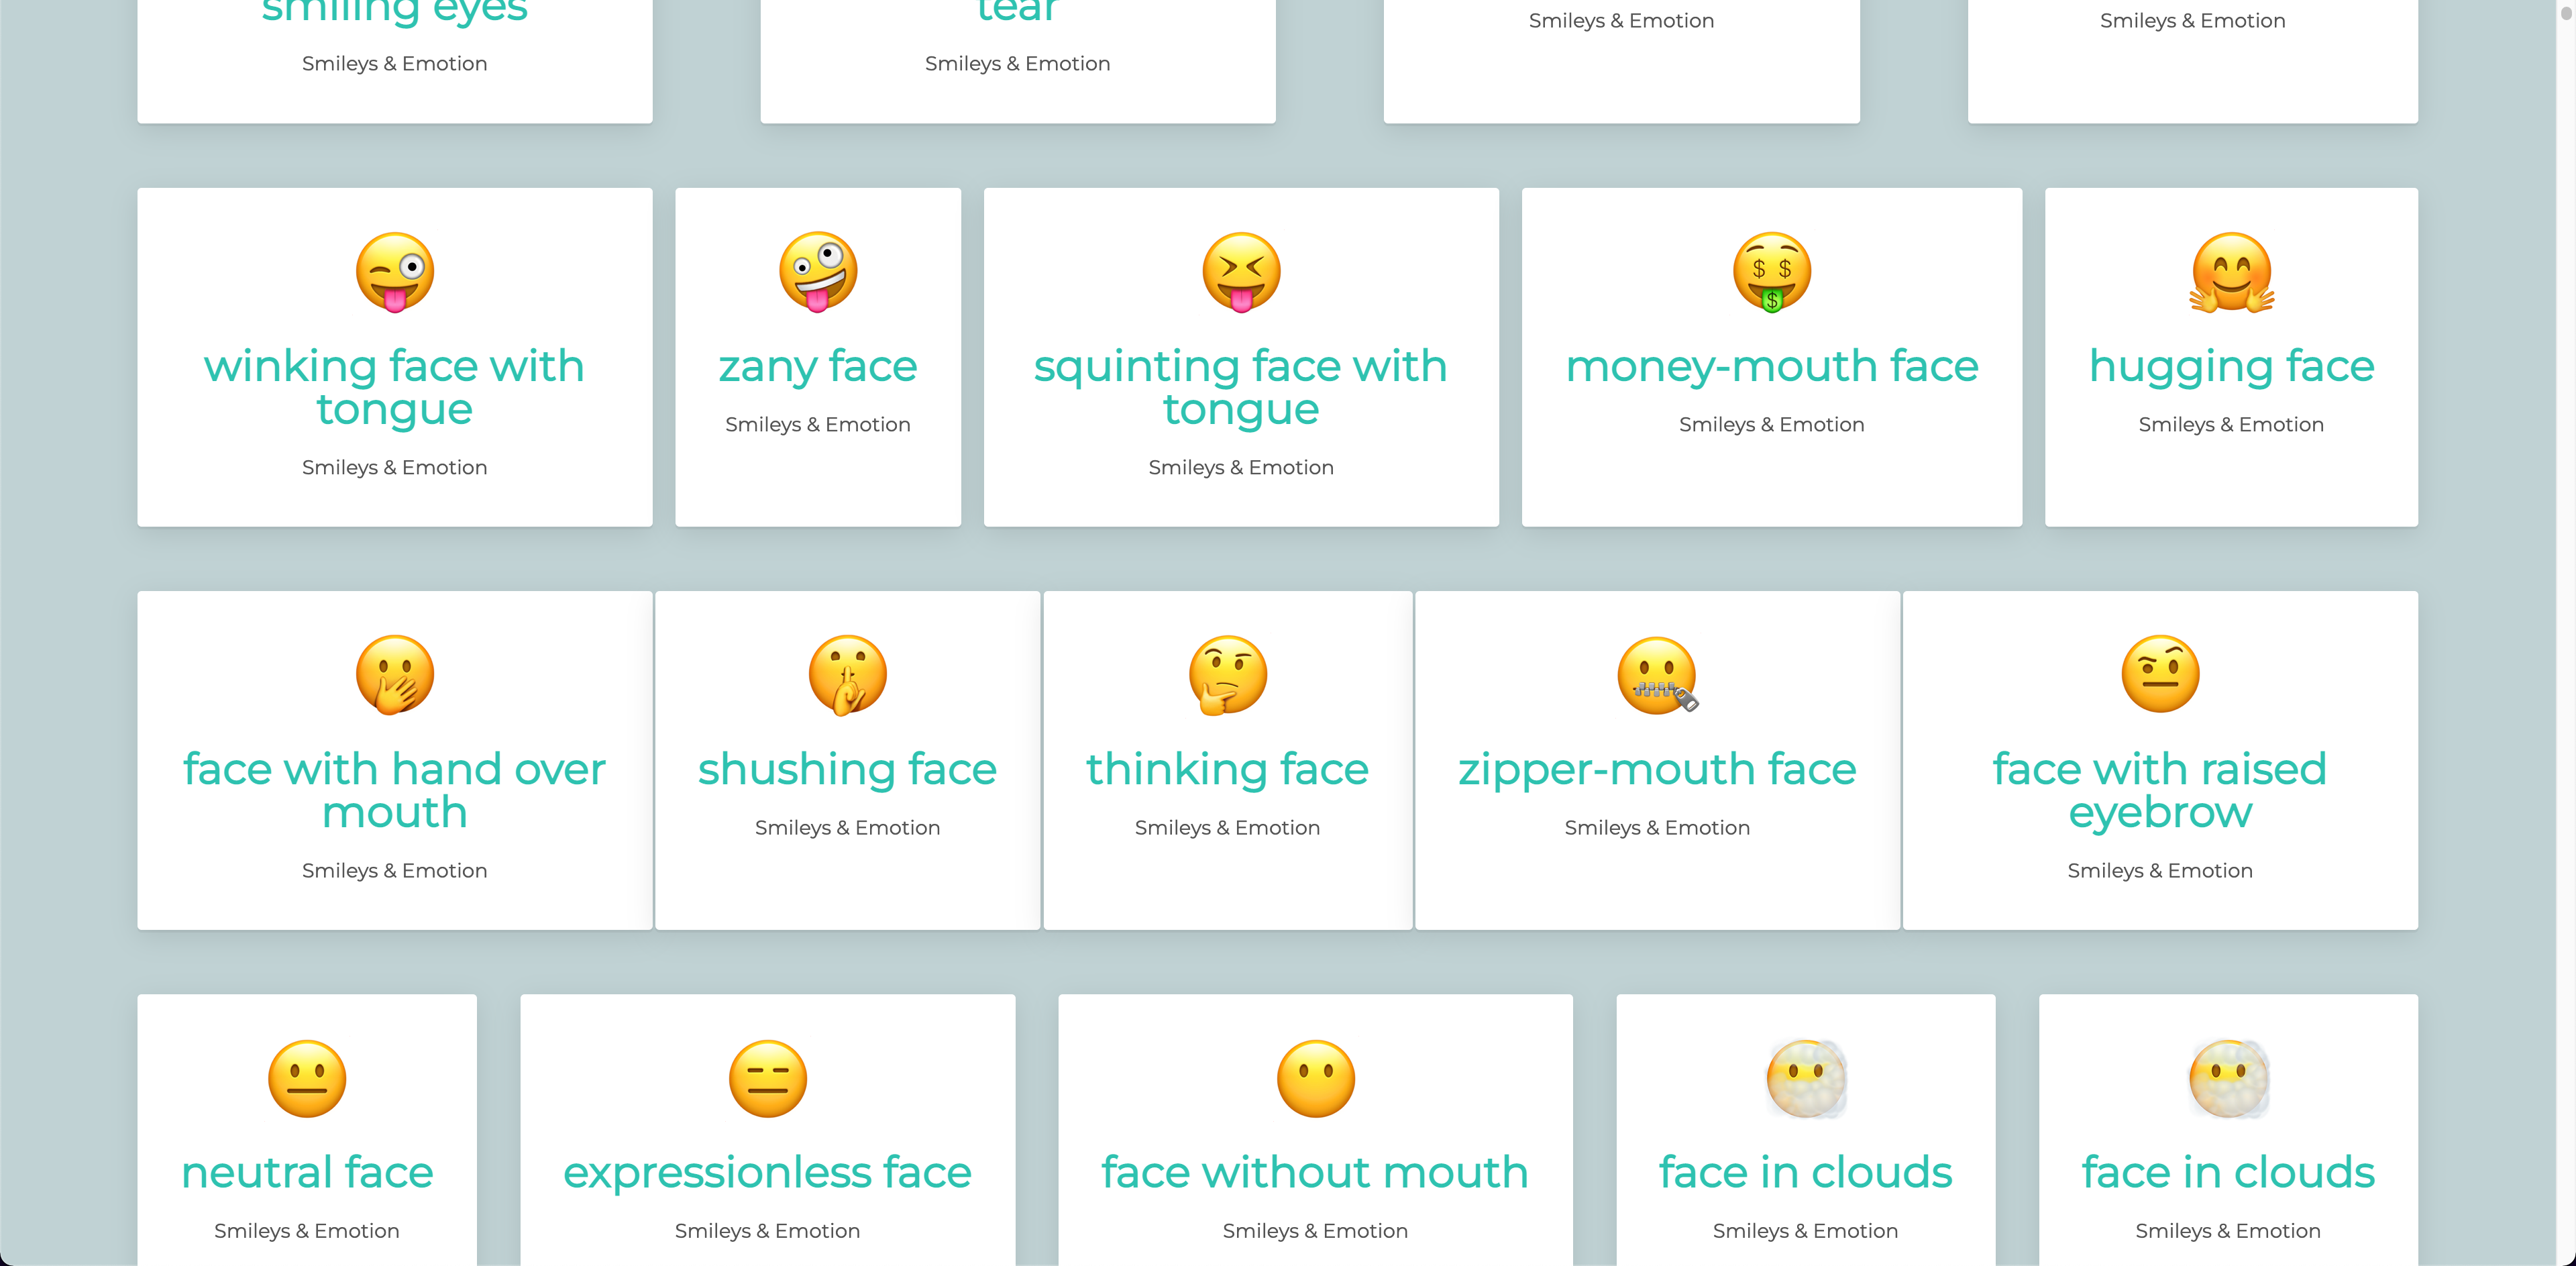 smiling eyes
tear
Smileys & Emotion
Smileys & Emotion
Smileys & Emotion
Smileys & Emotion
winking face with
tongue
Smileys & Emotion
zany face
Smileys & Emotion
squinting face with
tongue
Smileys & Emotion
$ $
$
money-mouth face
Smileys & Emotion
hugging face
Smileys & Emotion
face with hand over
mouth
Smileys & Emotion
shushing face
Smileys & Emotion
thinking face
Smileys & Emotion
zipper-mouth face
Smileys & Emotion
face with raised
eyebrow
Smileys & Emotion
neutral face
Smileys & Emotion
expressionless face
Smileys & Emotion
face without mouth
Smileys & Emotion
face in clouds
Smileys & Emotion
face in clouds
Smileys & Emotion